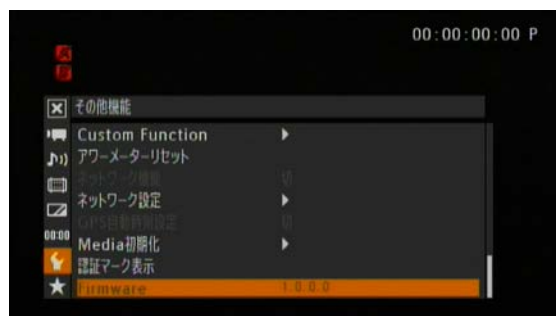 00:00:00:00 P
その他機能
Custom Function
アワーメーターリセット
ネットワーク設定
00:00
Media初期化
認証マーク表示
Firmware 1.0.0.0